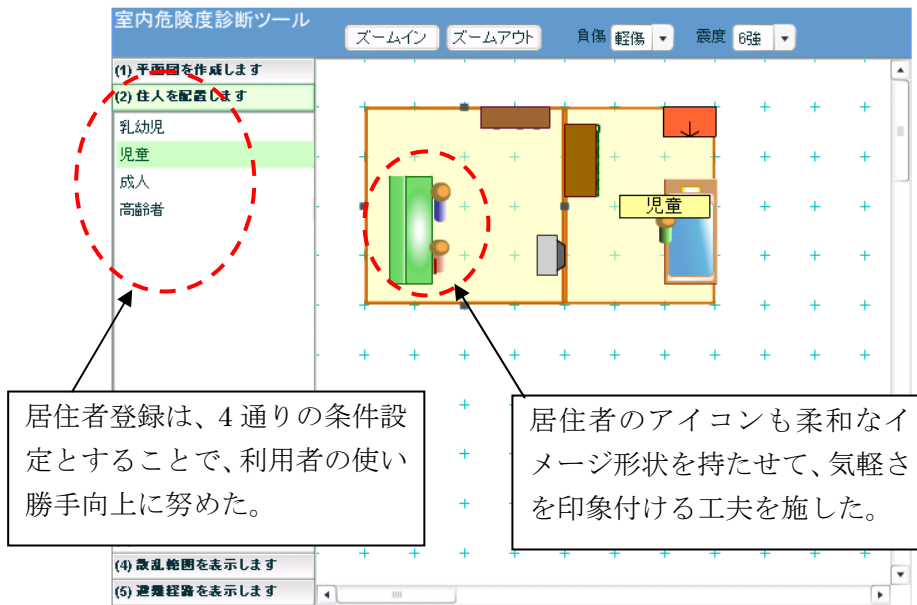 室内危険度診断ツール
ズームイン ズームアウト 負傷 軽傷 震度 6強
(1) 平面図を作成します
(2) 住人を配置します
乳幼児
児童
成人
高齢者
児童
居住者登録は、4 通りの条件設
定とすることで、利用者の使い
勝手向上に努めた。
居住者のアイコンも柔和なイ
メージ形状を持たせて、気軽さ
を印象付ける工夫を施した。
(4) 散乱範囲を表示します
(5) 避難経路を表示します